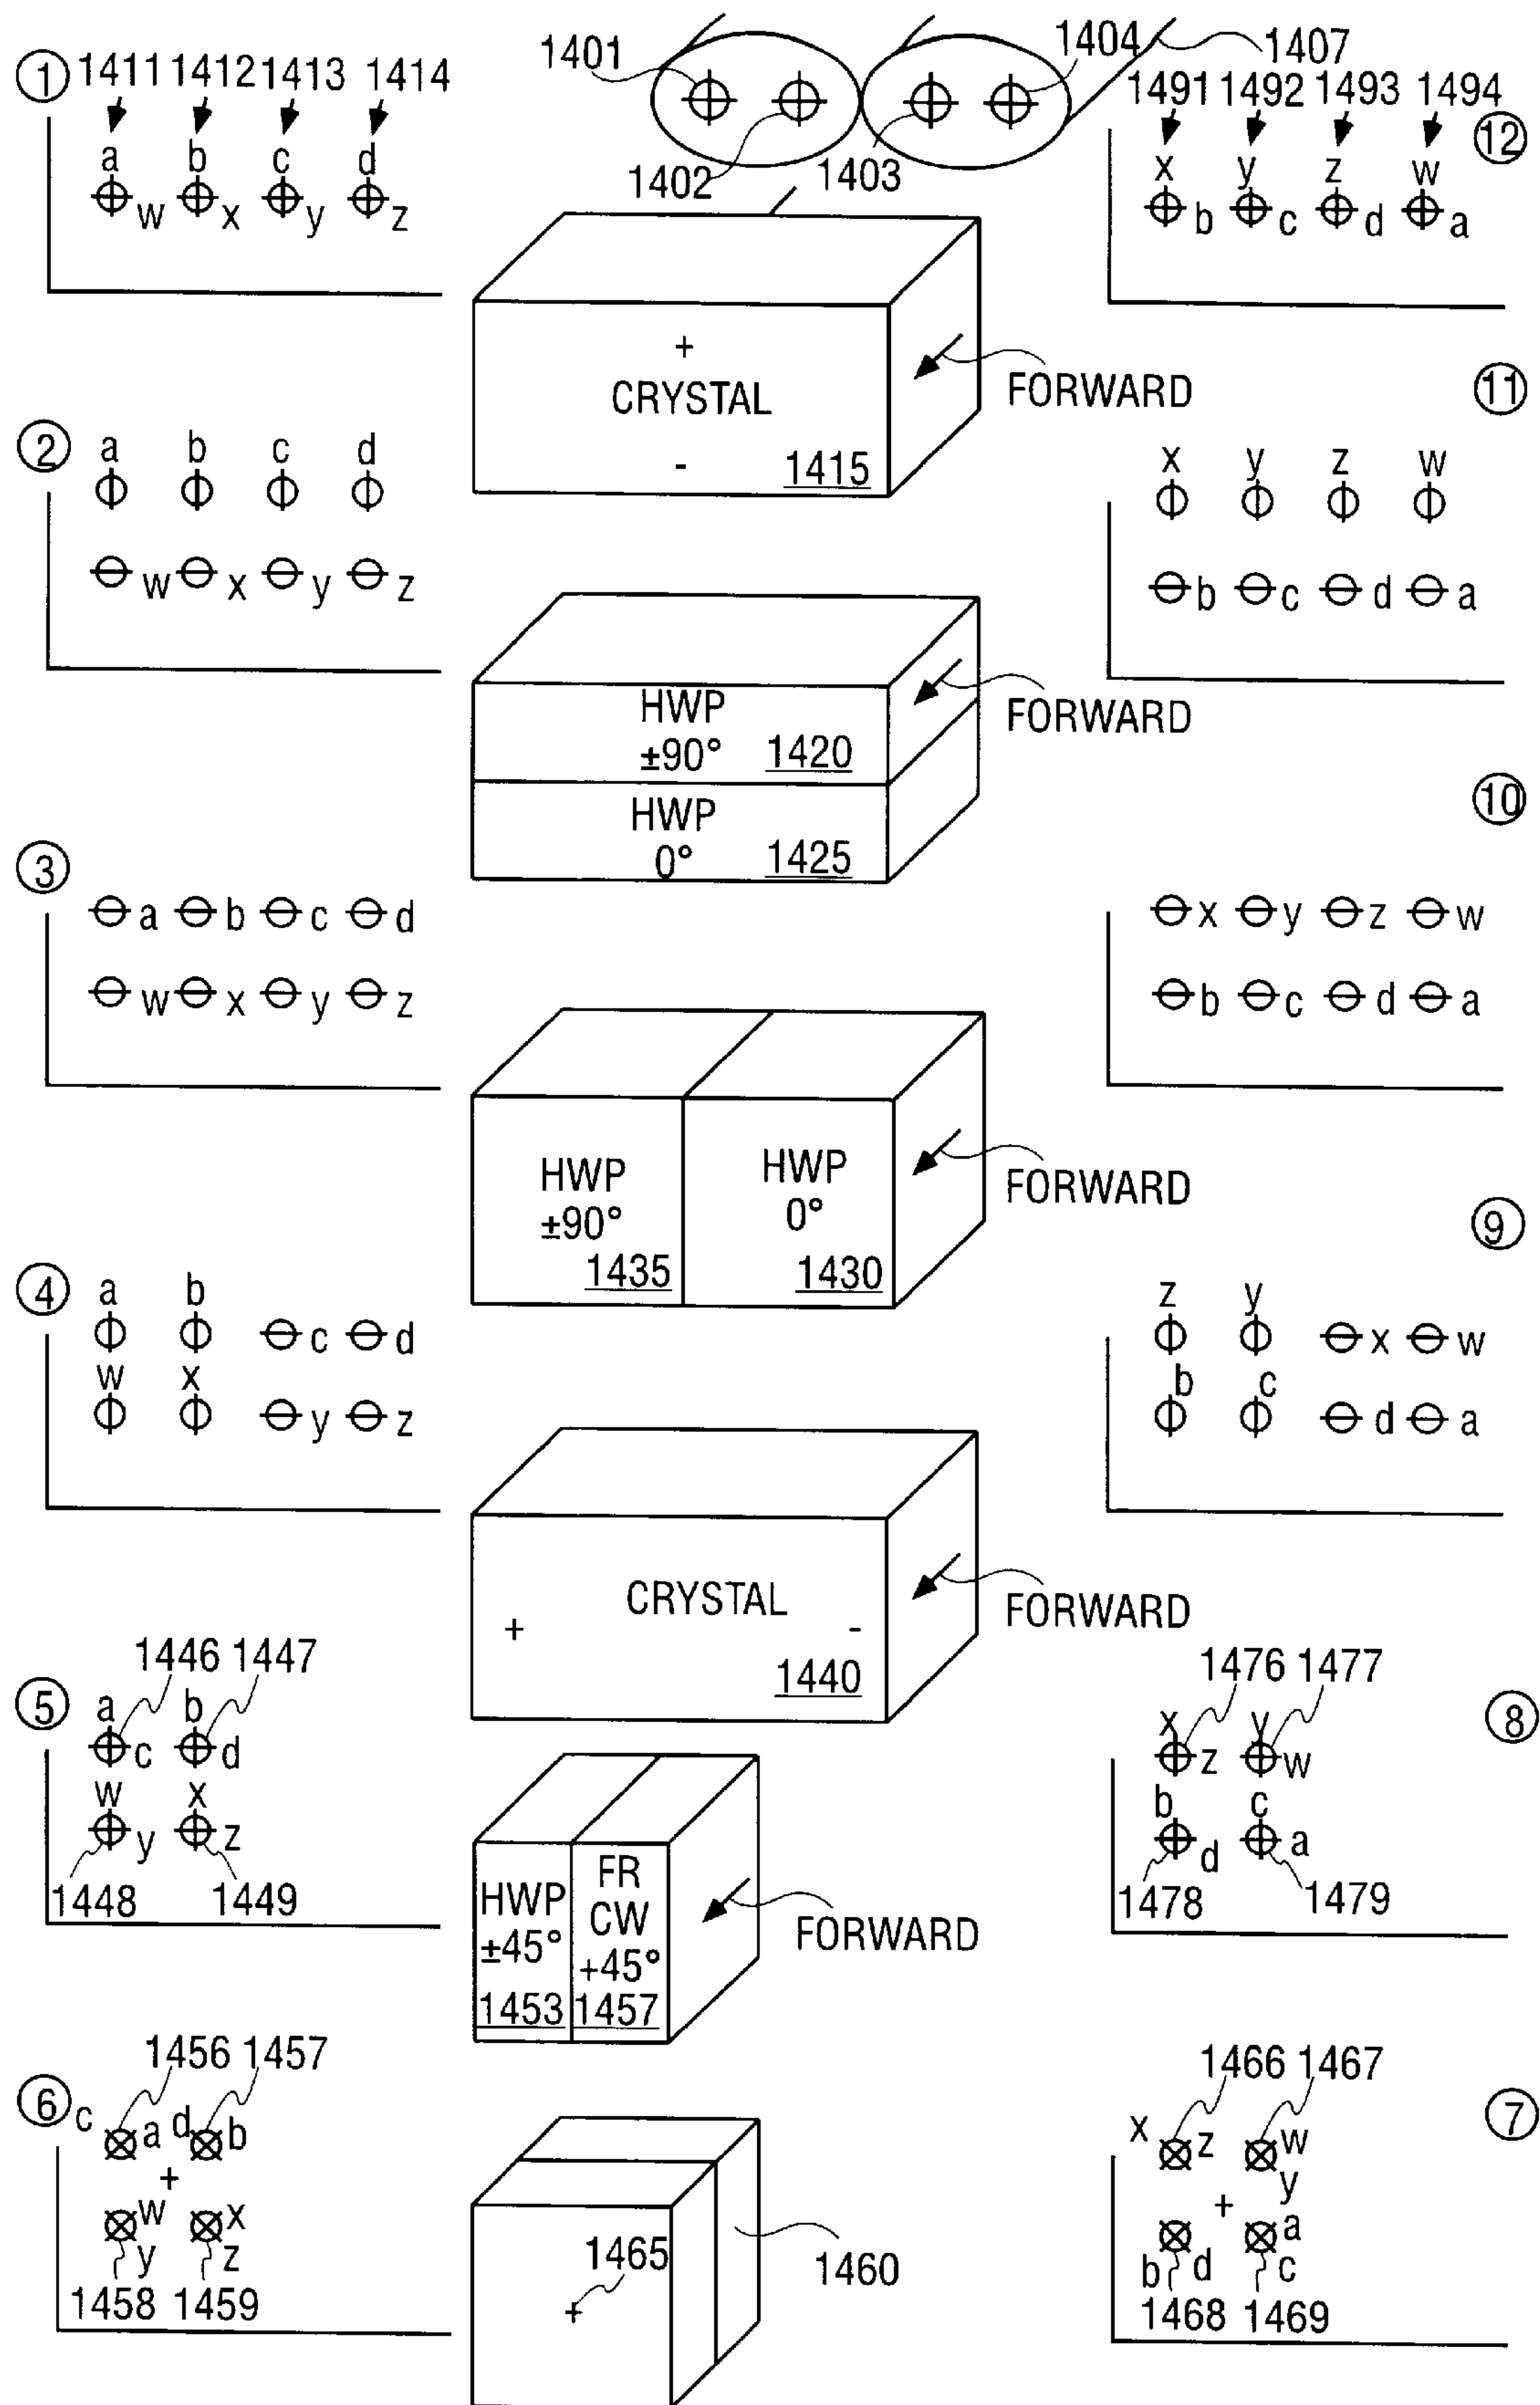 1 1411 1412 1413 1414
a b c d
w x y z
1401 1402 1403 1404 1407
1491 1492 1493 1494 12
x y z w
b c d a
+
CRYSTAL
-
1415
FORWARD
11
2
a b c d
w x y z
x y z w
b c d a
HWP
±90° 1420
HWP
0° 1425
FORWARD
10
3
a b c d
w x y z
x y z w
b c d a
HWP
±90°
1435
HWP
0°
1430
FORWARD
9
4
a b c d
w x y z
z y x w
b c d a
CRYSTAL
+ -
1440
FORWARD
1446 1447
5
a b
c d
w x
y z
1448 1449
1476 1477
8
x y
z w
b c
d a
1478 1479
HWP
±45°
1453
FR
CW
+45°
1457
FORWARD
1456 1457
6
c a d b
+
w x
y z
1458 1459
1465
+
1460
1466 1467
7
x z w
y
+
a
b d c
1468 1469